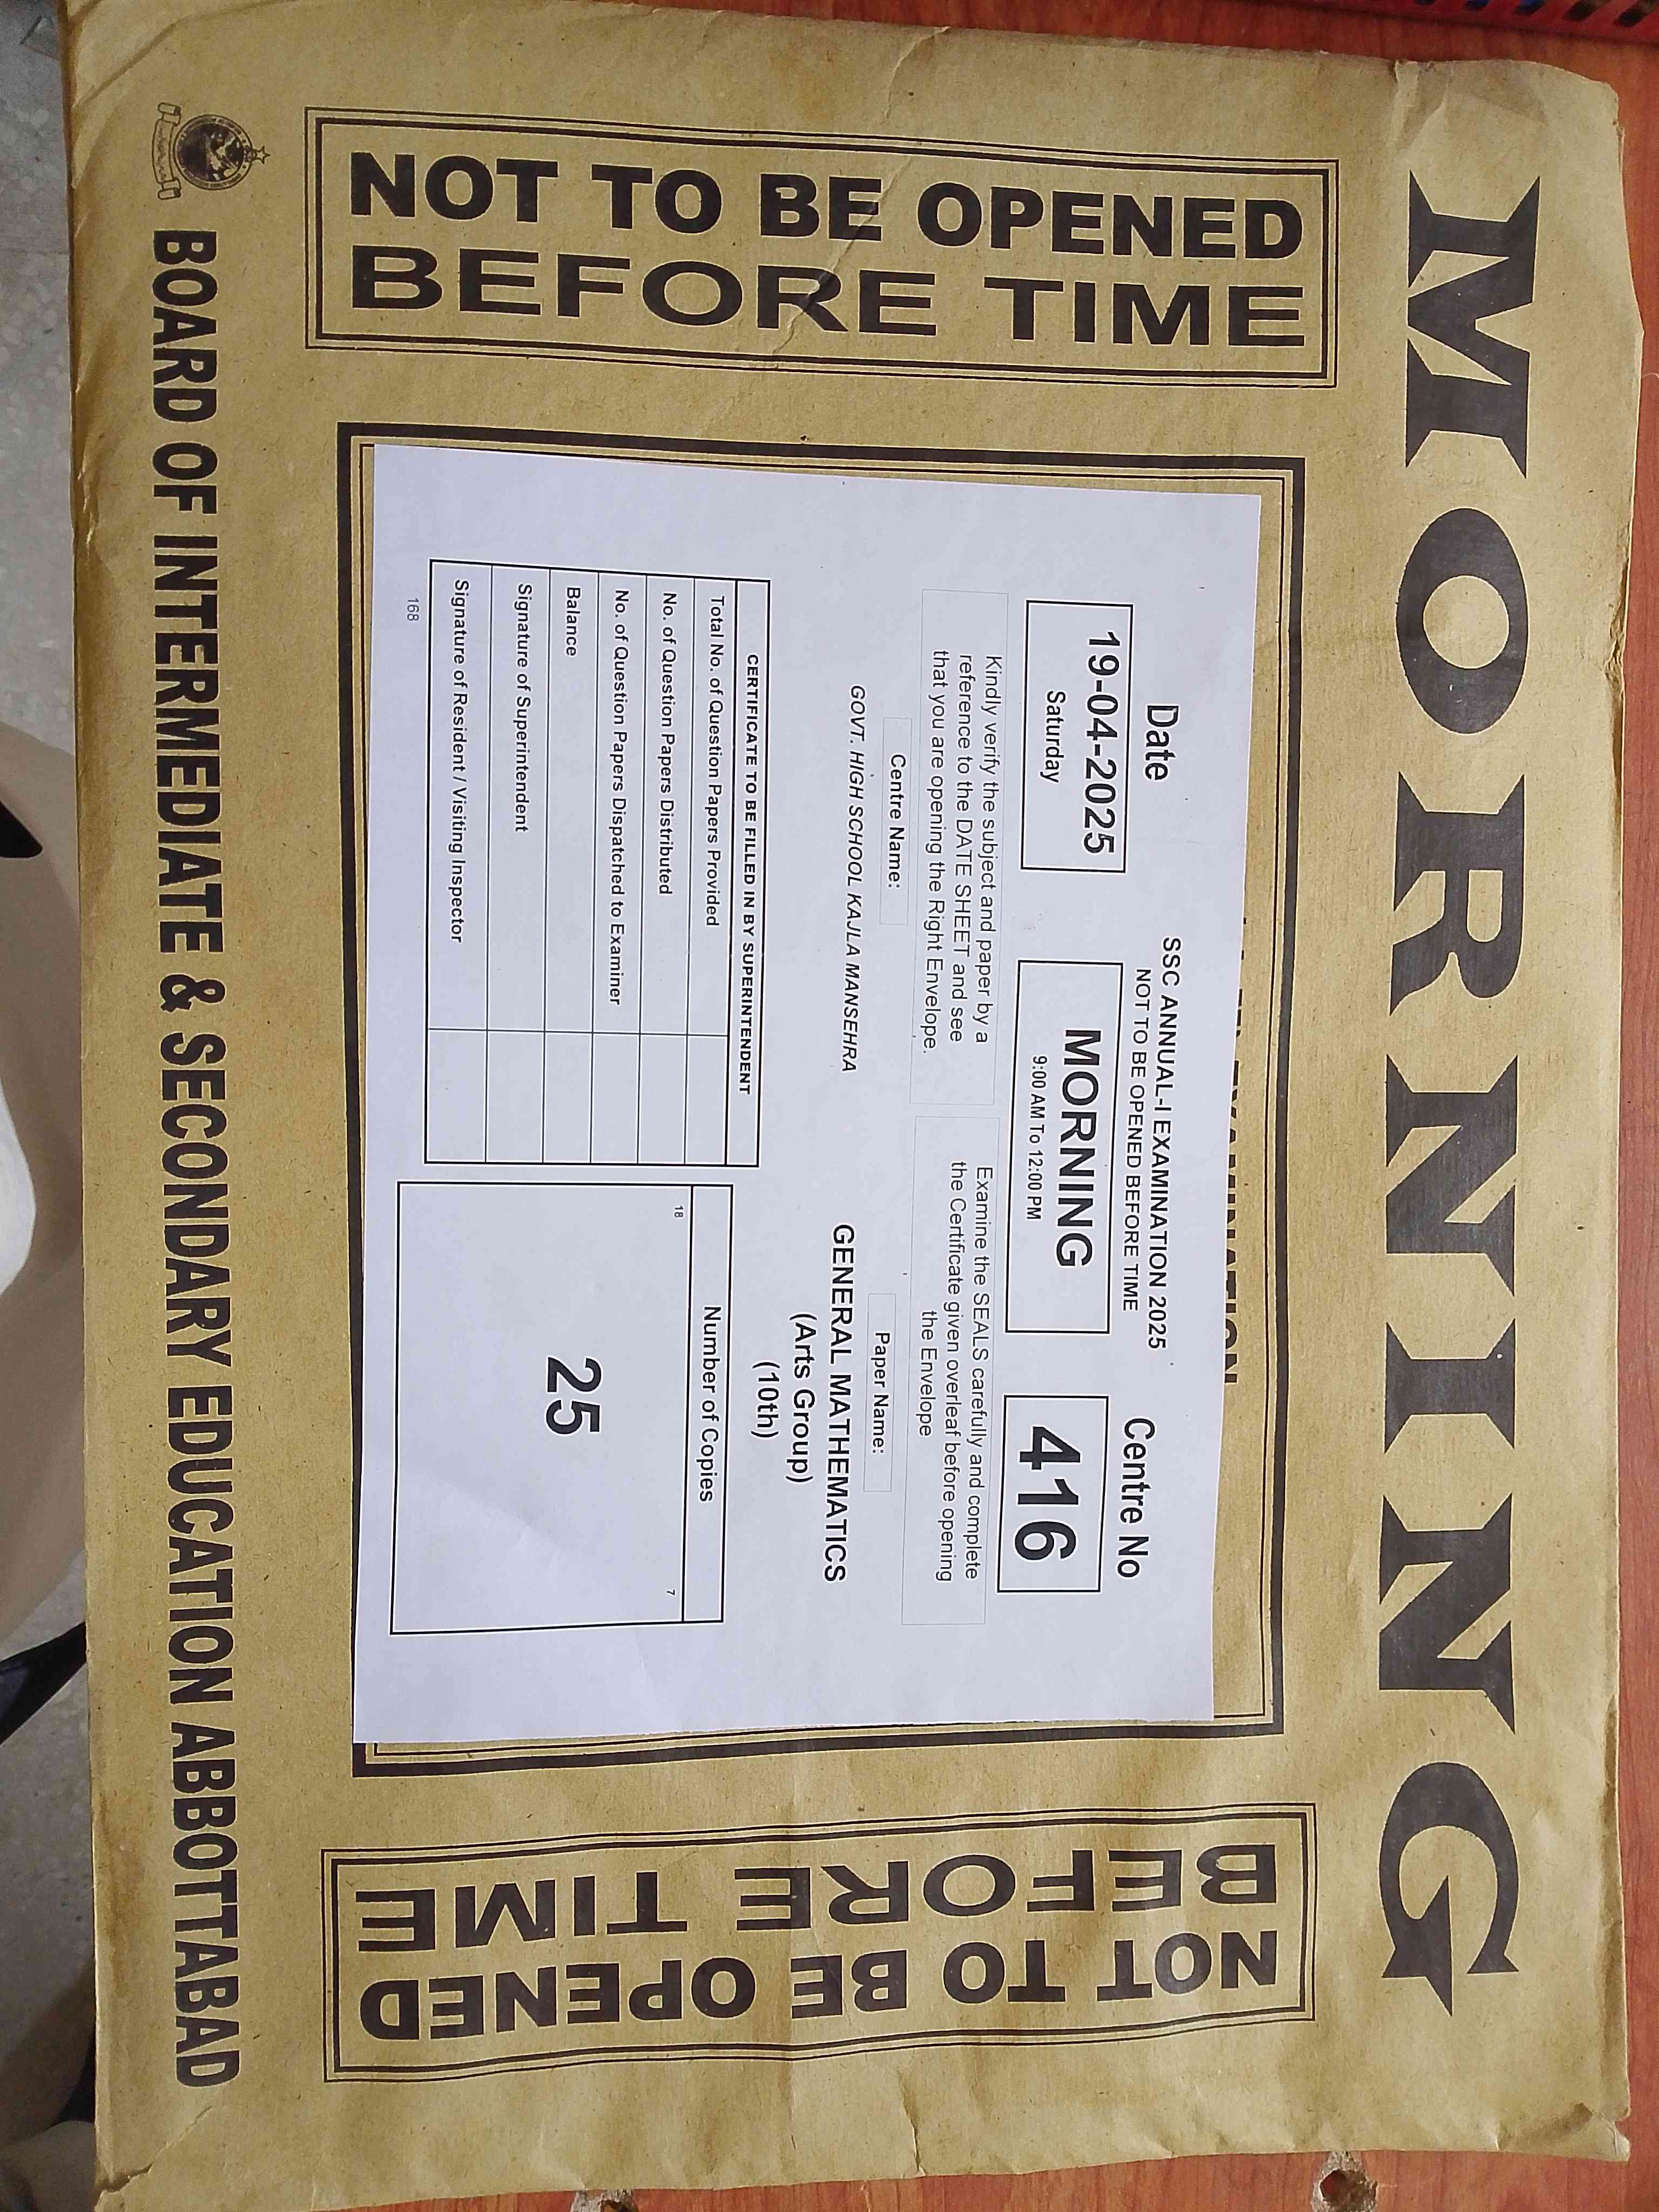 MORNING
NOT TO BE OPENED
BEFORE TIME
SSC ANNUAL-I EXAMINATION 2025
NOT TO BE OPENED BEFORE TIME
Date
19-04-2025
Saturday
MORNING
9:00 AM To 12:00 PM
Centre No
416
Kindly verify the subject and paper by a
reference to the DATE SHEET and see
that you are opening the Right Envelope.
Examine the SEALS carefully and complete
the Certificate given overleaf before opening
the Envelope
Centre Name:
GOVT. HIGH SCHOOL KAJLA MANSEHRA
Paper Name:
GENERAL MATHEMATICS
(Arts Group)
(10th)
CERTIFICATE TO BE FILLED IN BY SUPERINTENDENT
Total No. of Question Papers Provided
No. of Question Papers Distributed
No. of Question Papers Dispatched to Examiner
Balance
Signature of Superintendent
Signature of Resident / Visiting Inspector
168
Number of Copies
18
7
25
NOT TO BE OPENED
BEFORE TIME
BOARD OF INTERMEDIATE & SECONDARY EDUCATION ABBOTTABAD